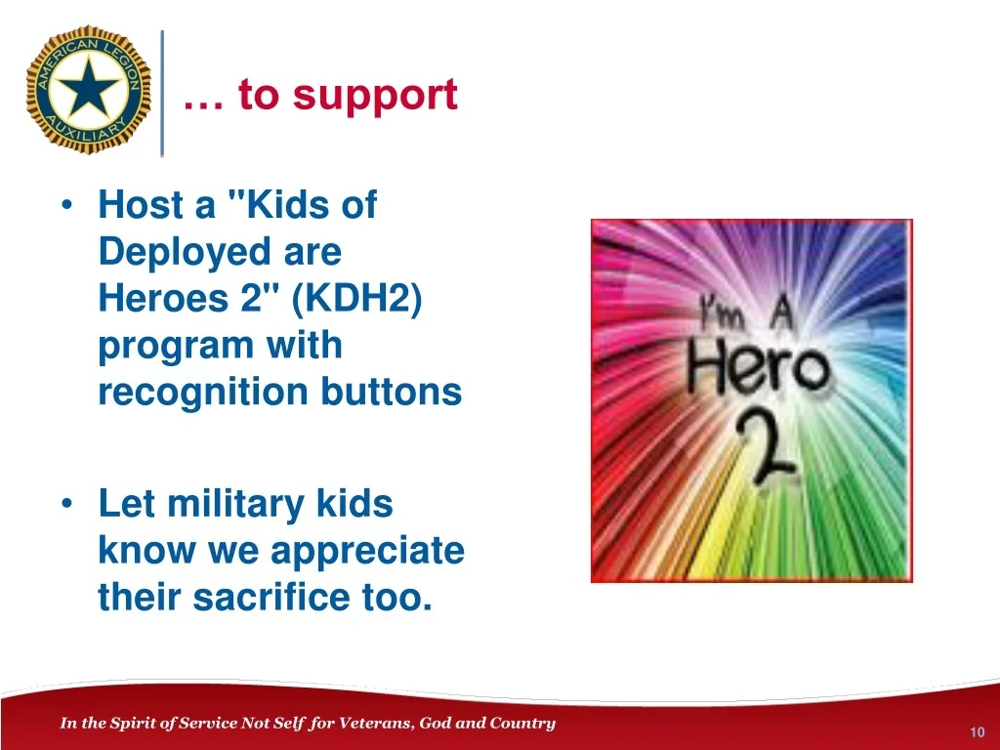 AMERICAN LEGION
AUXILIARY
… to support
• Host a "Kids of
Deployed are
Heroes 2" (KDH2)
program with
recognition buttons
• Let military kids
know we appreciate
their sacrifice too.
I'm A
Hero
2
In the Spirit of Service Not Self for Veterans, God and Country
10